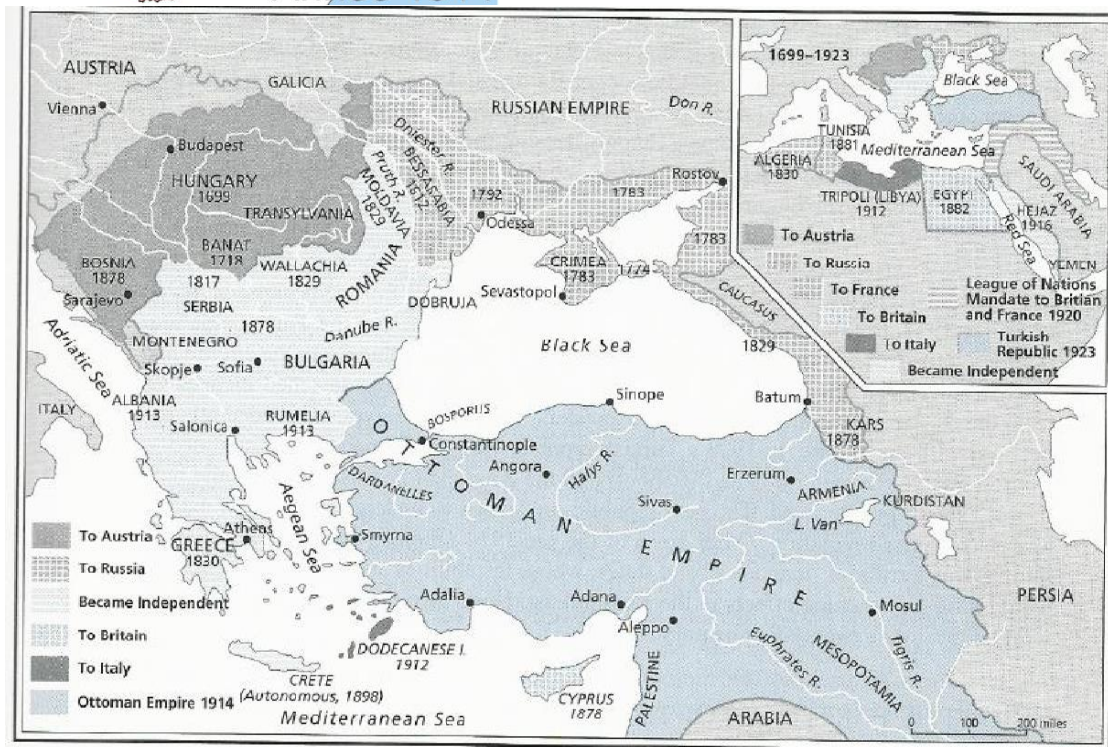 AUSTRIA
GALICIA
Vienna
RUSSIAN EMPIRE
Don R.
Budapest
Dniester R.
BESSARABIA
1812
Pruth R.
MOLDAVIA
1829
HUNGARY
1699
TRANSYLVANIA
1792
Odessa
1783
Rostov
1783
BANAT
1718
WALLACHIA
1829
ROMANIA
CRIMEA
1783
1774
Sevastopol
CAUCASUS
BOSNIA
1878
Sarajevo
1817
SERBIA
1878
DOBRUJA
Danube R.
Adriatic Sea
MONTENEGRO
Skopje
Sofia
BULGARIA
Black Sea
1829
ITALY
ALBANIA
1913
RUMELIA
1913
Salonica
BOSPORUS
Constantinople
Sinope
Batum
KARS
1878
DARDANELLES
Angora
Halys R.
Erzerum
ARMENIA
KURDISTAN
Sivas
L. Van
OTTOMAN EMPIRE
Aegean Sea
Athens
GREECE
1830
Smyrna
PERSIA
Adalia
Adana
Aleppo
Mosul
DODECANESE I.
1912
Euphrates R.
MESOPOTAMIA
Tigris R.
CRETE
(Autonomous, 1898)
CYPRUS
1878
PALESTINE
ARABIA
Mediterranean Sea
0 100 200 miles
To Austria
To Russia
Became Independent
To Britain
To Italy
Ottoman Empire 1914
1699–1923
Black Sea
TUNISIA
1881
Mediterranean Sea
ALGERIA
1830
TRIPOLI (LIBYA)
1912
EGYPT
1882
SAUDI ARABIA
HEJAZ
1916
Red Sea
YEMEN
To Austria
To Russia
To France
To Britain
To Italy
League of Nations
Mandate to Britian
and France 1920
Turkish
Republic 1923
Became Independent